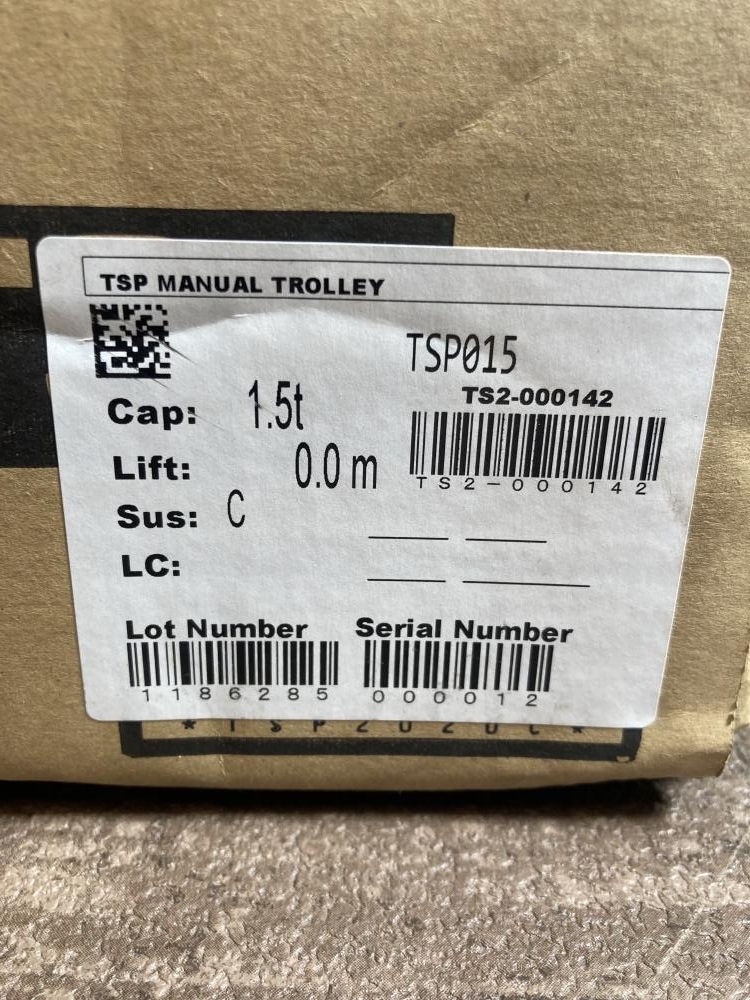 TSP MANUAL TROLLEY
TSP015
TS2-000142
Cap: 1.5t
TS2-000142
Lift: 0.0 m
Sus: C
LC:
Lot Number Serial Number
1186285 000012